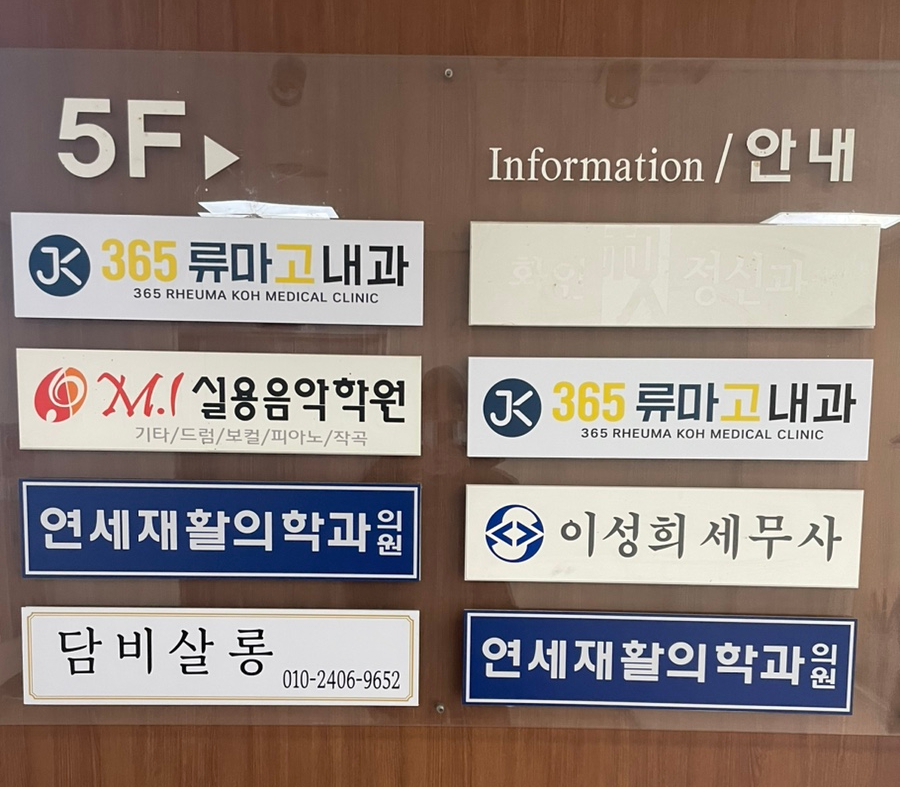 5F
Information / 안내
JK 365 류마고내과
365 RHEUMA KOH MEDICAL CLINIC
M.I 실용음악학원
기타/드럼/보컬/피아노/작곡
연세재활의학과의원
담비살롱
010-2406-9652
JK 365 류마고내과
365 RHEUMA KOH MEDICAL CLINIC
이성희 세무사
연세재활의학과의원